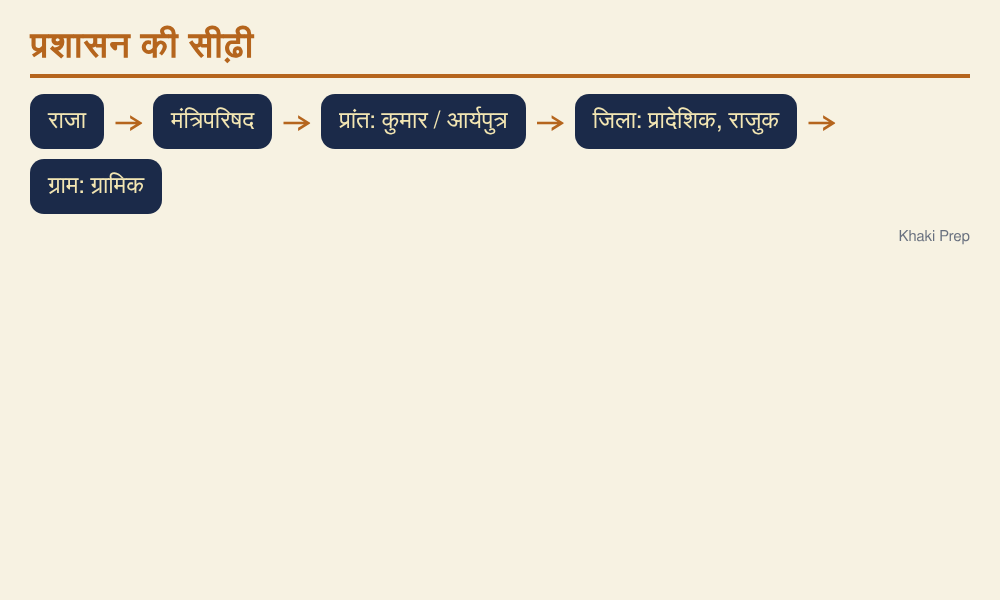 प्रशासन की सीढ़ी
राजा → मंत्रिपरिषद → प्रांत: कुमार / आर्यपुत्र → जिला: प्रादेशिक, राजुक →
ग्राम: ग्रामिक
Khaki Prep